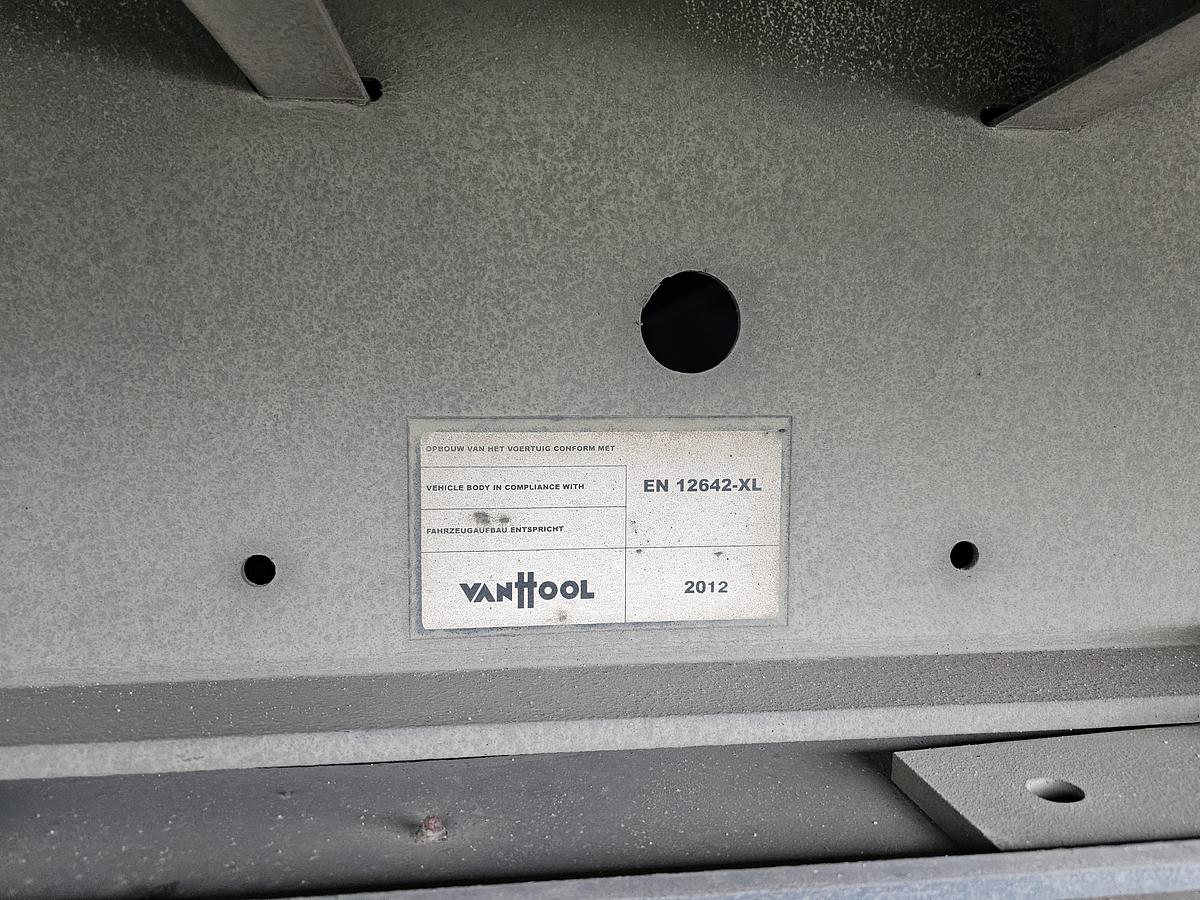 OPBOUW VAN HET VOERTUIG CONFORM MET
VEHICLE BODY IN COMPLIANCE WITH
EN 12642-XL
FAHRZEUGAUFBAU ENTSPRICHT
VANHOOL
2012